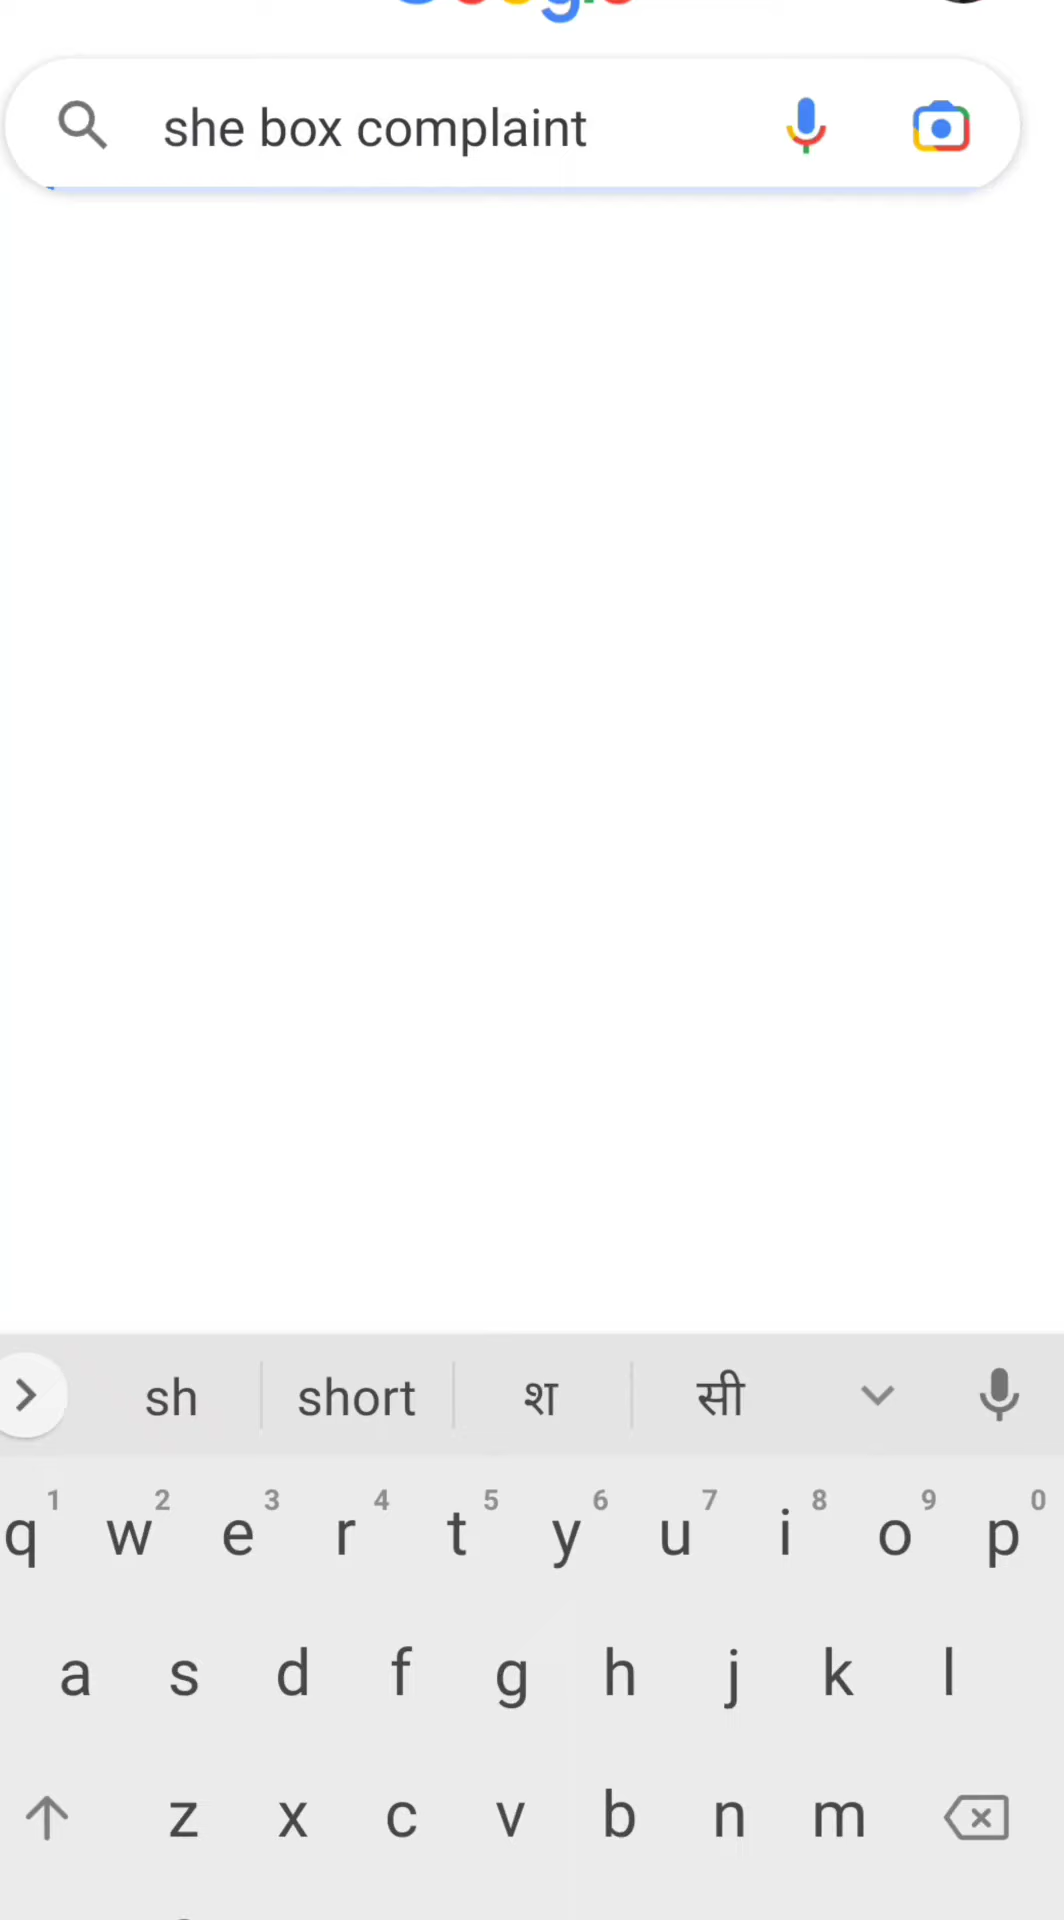 she box complaint
sh short श सी
1 2 3 4 5 6 7 8 9 0
q w e r t y u i o p
a s d f g h j k l
z x c v b n m